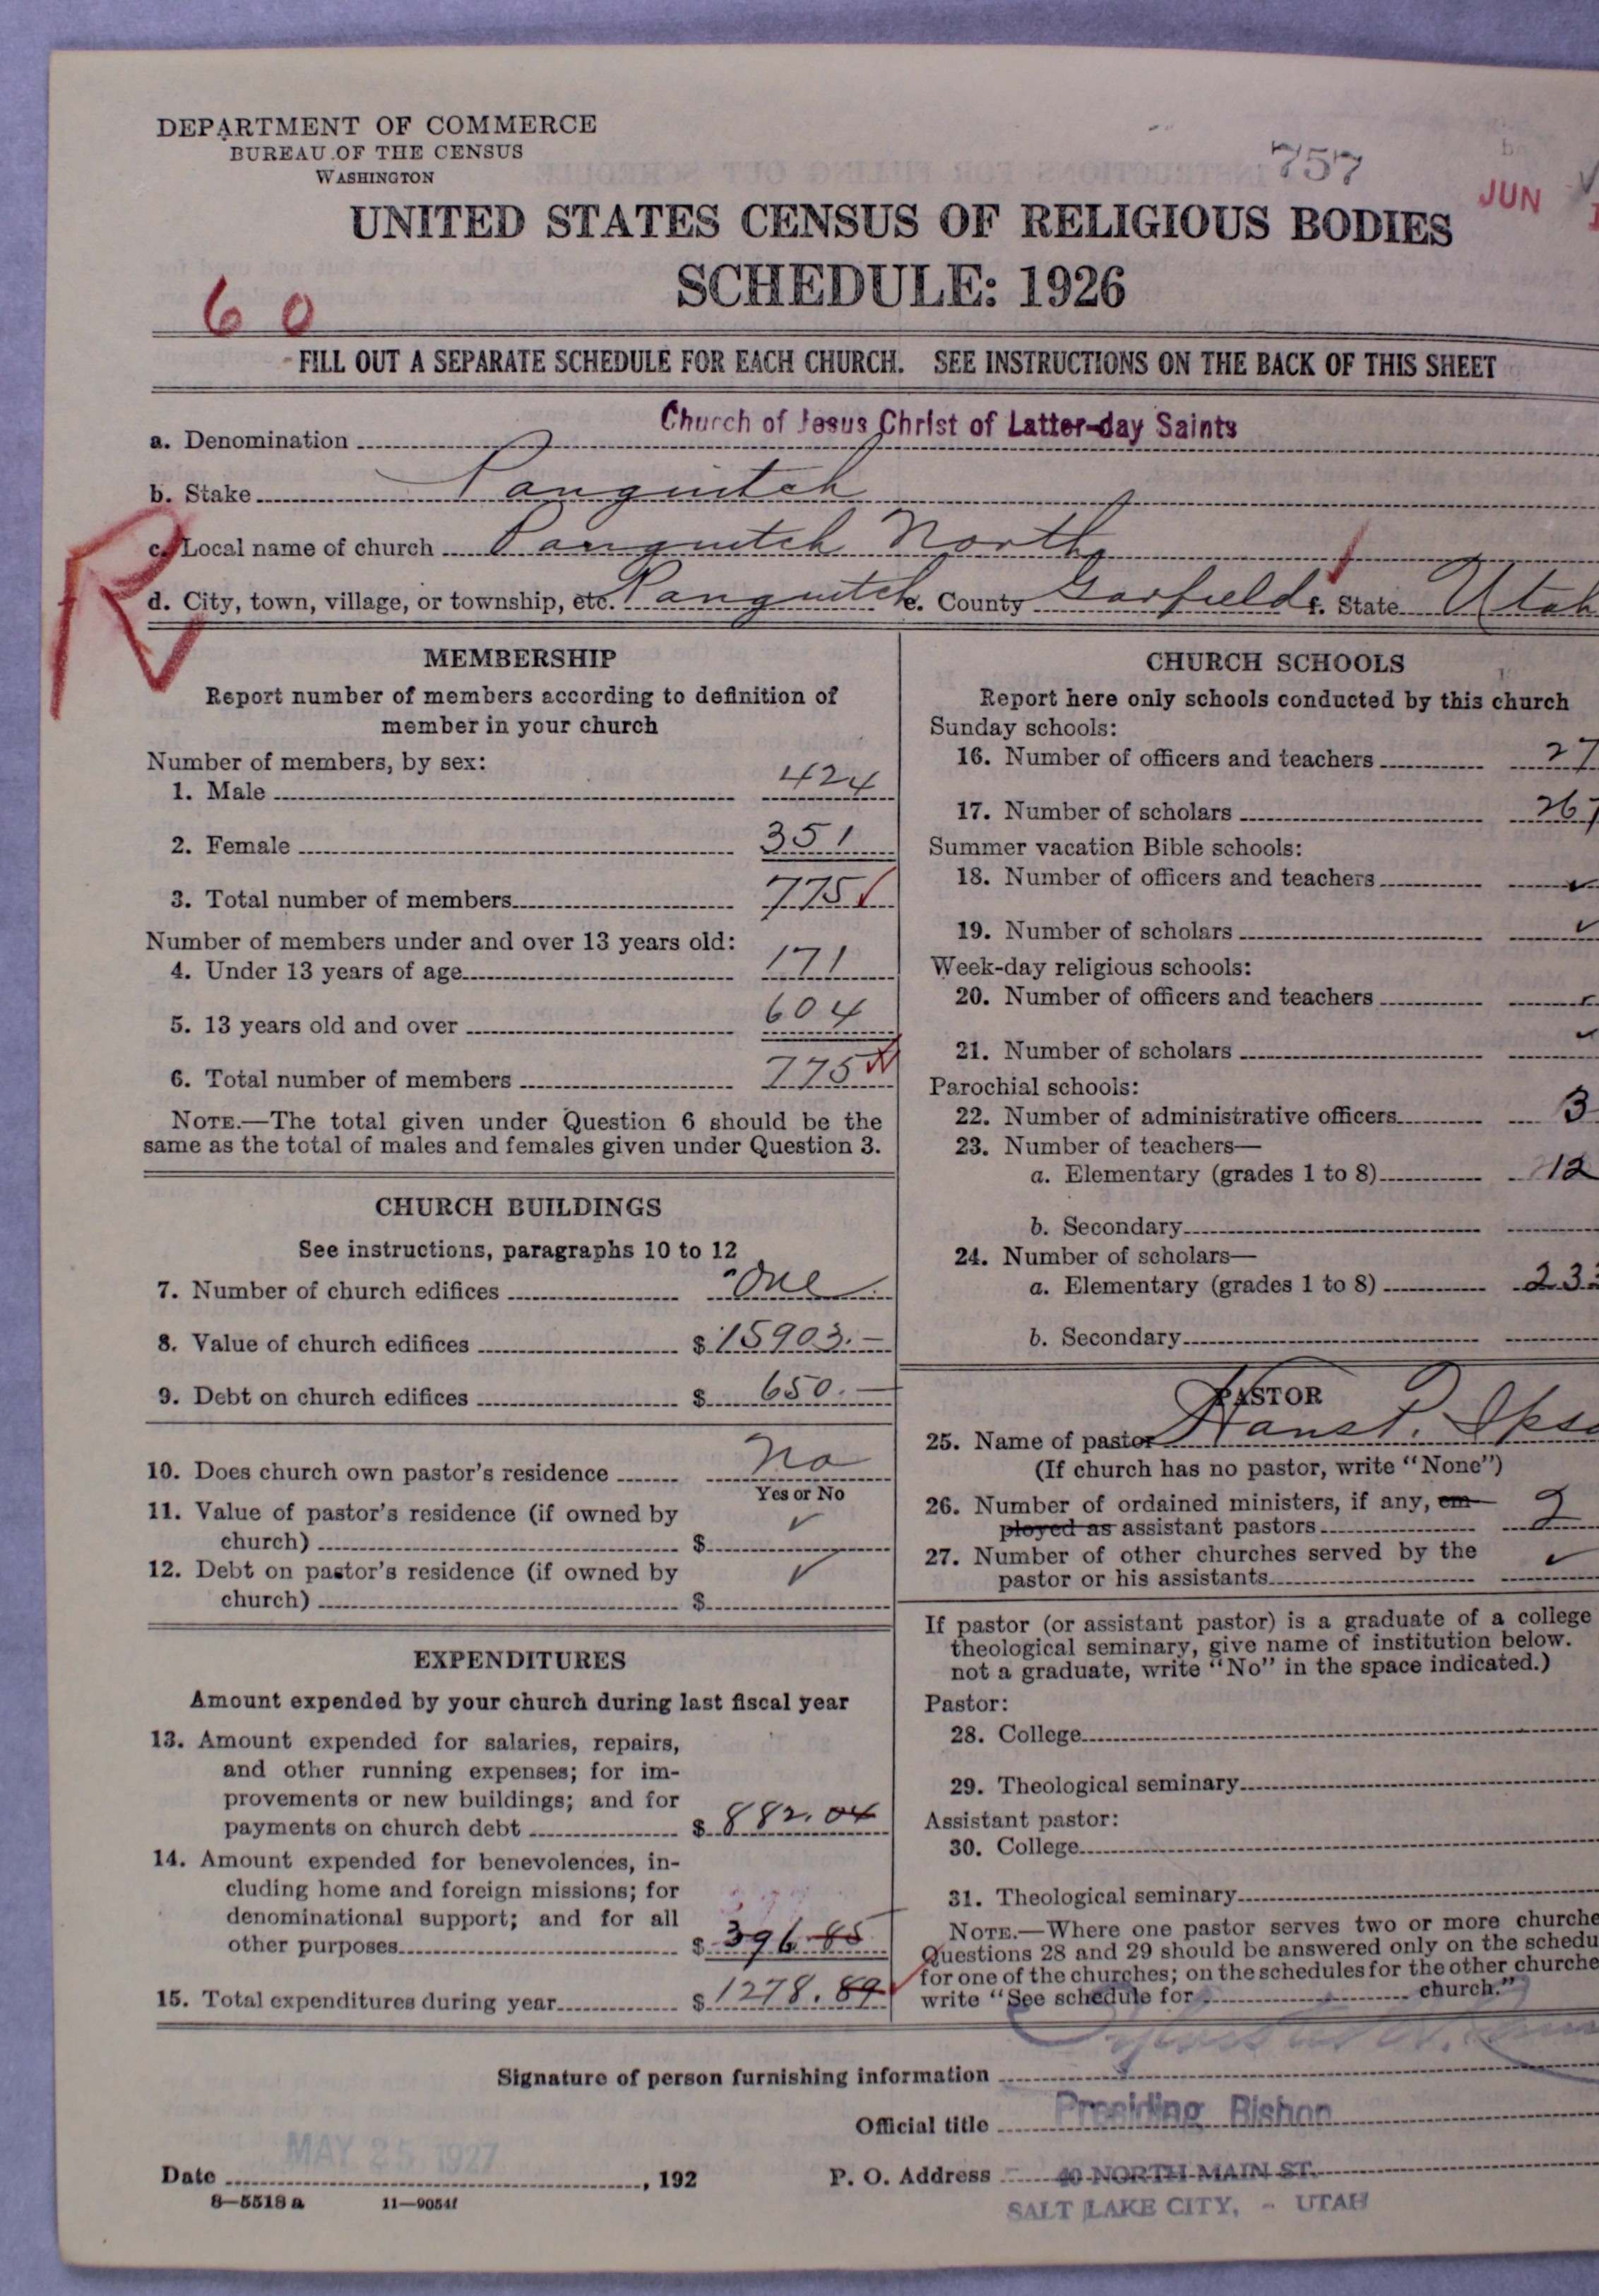 DEPARTMENT OF COMMERCE
BUREAU OF THE CENSUS
WASHINGTON
757
JUN
UNITED STATES CENSUS OF RELIGIOUS BODIES
SCHEDULE: 1926
60
FILL OUT A SEPARATE SCHEDULE FOR EACH CHURCH. SEE INSTRUCTIONS ON THE BACK OF THIS SHEET
a. Denomination Church of Jesus Christ of Latter-day Saints
b. Stake Panguitch
c. Local name of church Panguitch North
R
d. City, town, village, or township, etc. Panguitch e. County Garfield f. State Utah
MEMBERSHIP
Report number of members according to definition of
member in your church
Number of members, by sex:
1. Male 424
2. Female 351
3. Total number of members 775
Number of members under and over 13 years old:
4. Under 13 years of age 171
5. 13 years old and over 604
6. Total number of members 775
NOTE.—The total given under Question 6 should be the
same as the total of males and females given under Question 3.
CHURCH BUILDINGS
See instructions, paragraphs 10 to 12
7. Number of church edifices One
8. Value of church edifices $ 15903.—
9. Debt on church edifices $ 650.—
10. Does church own pastor's residence No
Yes or No
11. Value of pastor's residence (if owned by
church) $ ✓
12. Debt on pastor's residence (if owned by
church) $ ✓
EXPENDITURES
Amount expended by your church during last fiscal year
13. Amount expended for salaries, repairs,
and other running expenses; for im-
provements or new buildings; and for
payments on church debt $ 882.04
14. Amount expended for benevolences, in-
cluding home and foreign missions; for
denominational support; and for all
other purposes $ 396.85
15. Total expenditures during year $ 1278.89
CHURCH SCHOOLS
Report here only schools conducted by this church
Sunday schools:
16. Number of officers and teachers 27
17. Number of scholars 267
Summer vacation Bible schools:
18. Number of officers and teachers ✓
19. Number of scholars ✓
Week-day religious schools:
20. Number of officers and teachers ✓
21. Number of scholars ✓
Parochial schools:
22. Number of administrative officers 3
23. Number of teachers—
a. Elementary (grades 1 to 8) 12
b. Secondary
24. Number of scholars—
a. Elementary (grades 1 to 8) 233
b. Secondary
PASTOR
25. Name of pastor Hans P. Ipso
(If church has no pastor, write "None")
26. Number of ordained ministers, if any, em-
ployed as assistant pastors 2
27. Number of other churches served by the
pastor or his assistants ✓
If pastor (or assistant pastor) is a graduate of a college
theological seminary, give name of institution below.
not a graduate, write "No" in the space indicated.)
Pastor:
28. College
29. Theological seminary
Assistant pastor:
30. College
31. Theological seminary
NOTE.—Where one pastor serves two or more churche
Questions 28 and 29 should be answered only on the schedu
for one of the churches; on the schedules for the other churche
write "See schedule for church."
Signature of person furnishing information
Official title Presiding Bishop
Date MAY 25 1927, 192
P. O. Address 40 NORTH MAIN ST.
SALT LAKE CITY, - UTAH
8—5518 a 11—9054f